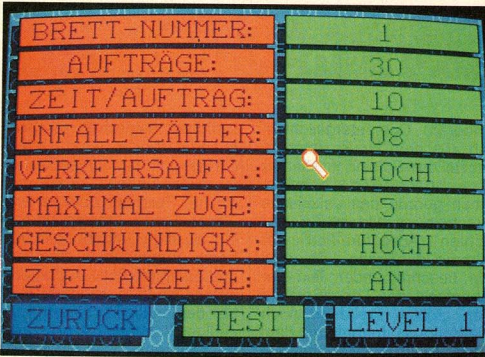 BRETT-NUMMER: 1
AUFTRÄGE: 30
ZEIT/AUFTRAG: 10
UNFALL-ZÄHLER: 08
VERKEHRSAUFK.: HOCH
MAXIMAL ZÜGE: 5
GESCHWINDIGK.: HOCH
ZIEL-ANZEIGE: AN
ZURÜCK TEST LEVEL 1